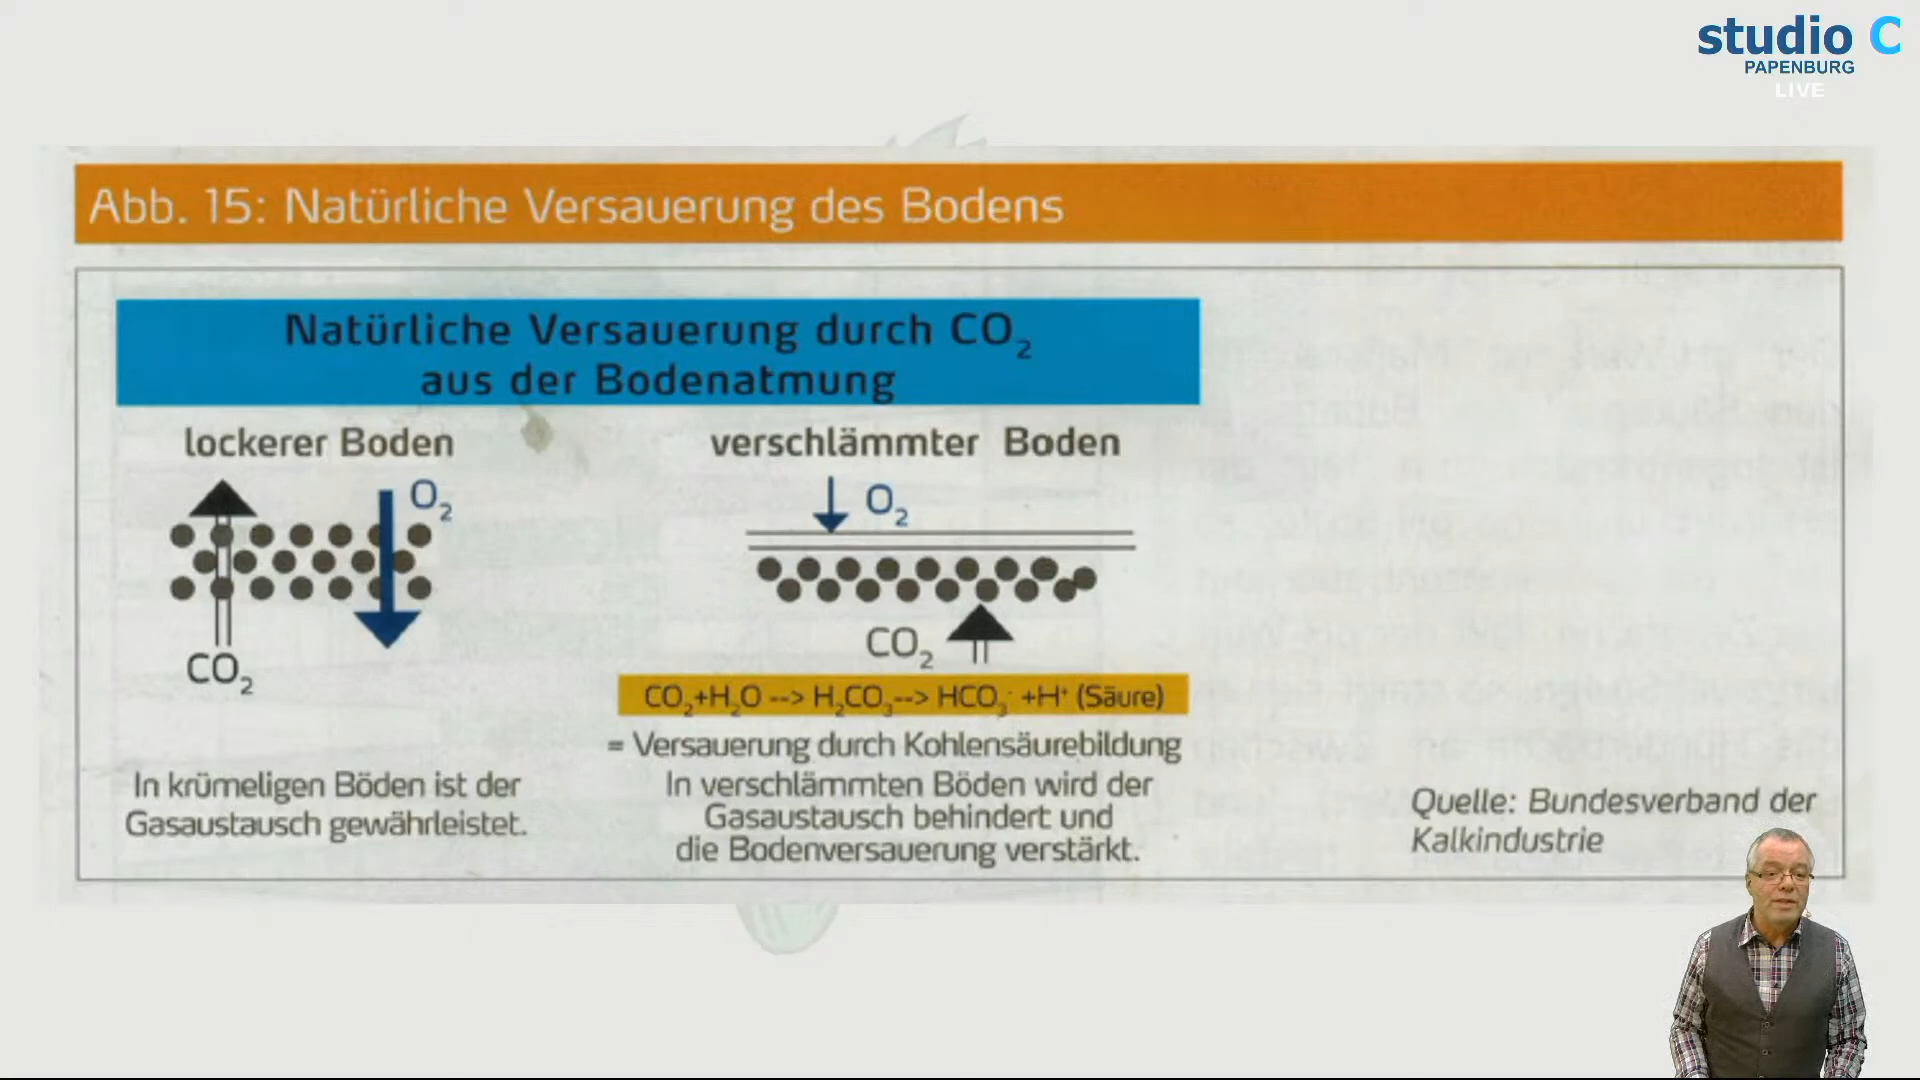 studio C
PAPENBURG
LIVE
Abb. 15: Natürliche Versauerung des Bodens
Natürliche Versauerung durch CO₂
aus der Bodenatmung
lockerer Boden
verschlämmter Boden
O₂
O₂
CO₂
CO₂
CO₂+H₂O --> H₂CO₃--> HCO₃⁻ +H⁺ (Säure)
= Versauerung durch Kohlensäurebildung
In krümeligen Böden ist der
Gasaustausch gewährleistet.
In verschlämmten Böden wird der
Gasaustausch behindert und
die Bodenversauerung verstärkt.
Quelle: Bundesverband der
Kalkindustrie